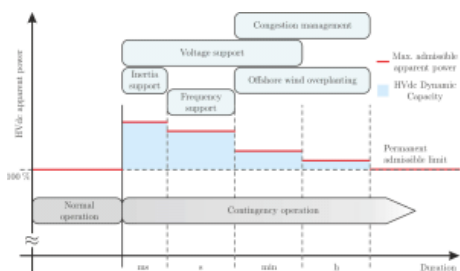 Congestion management
Voltage support
Inertia
support
Offshore wind overplanting
Frequency
support
Max. admissible
apparent power
HVdc Dynamic
Capacity
HVdc apparent power
Permanent
admissible limit
100 %
Normal
operation
Contingency operation
ms
s
min
h
Duration